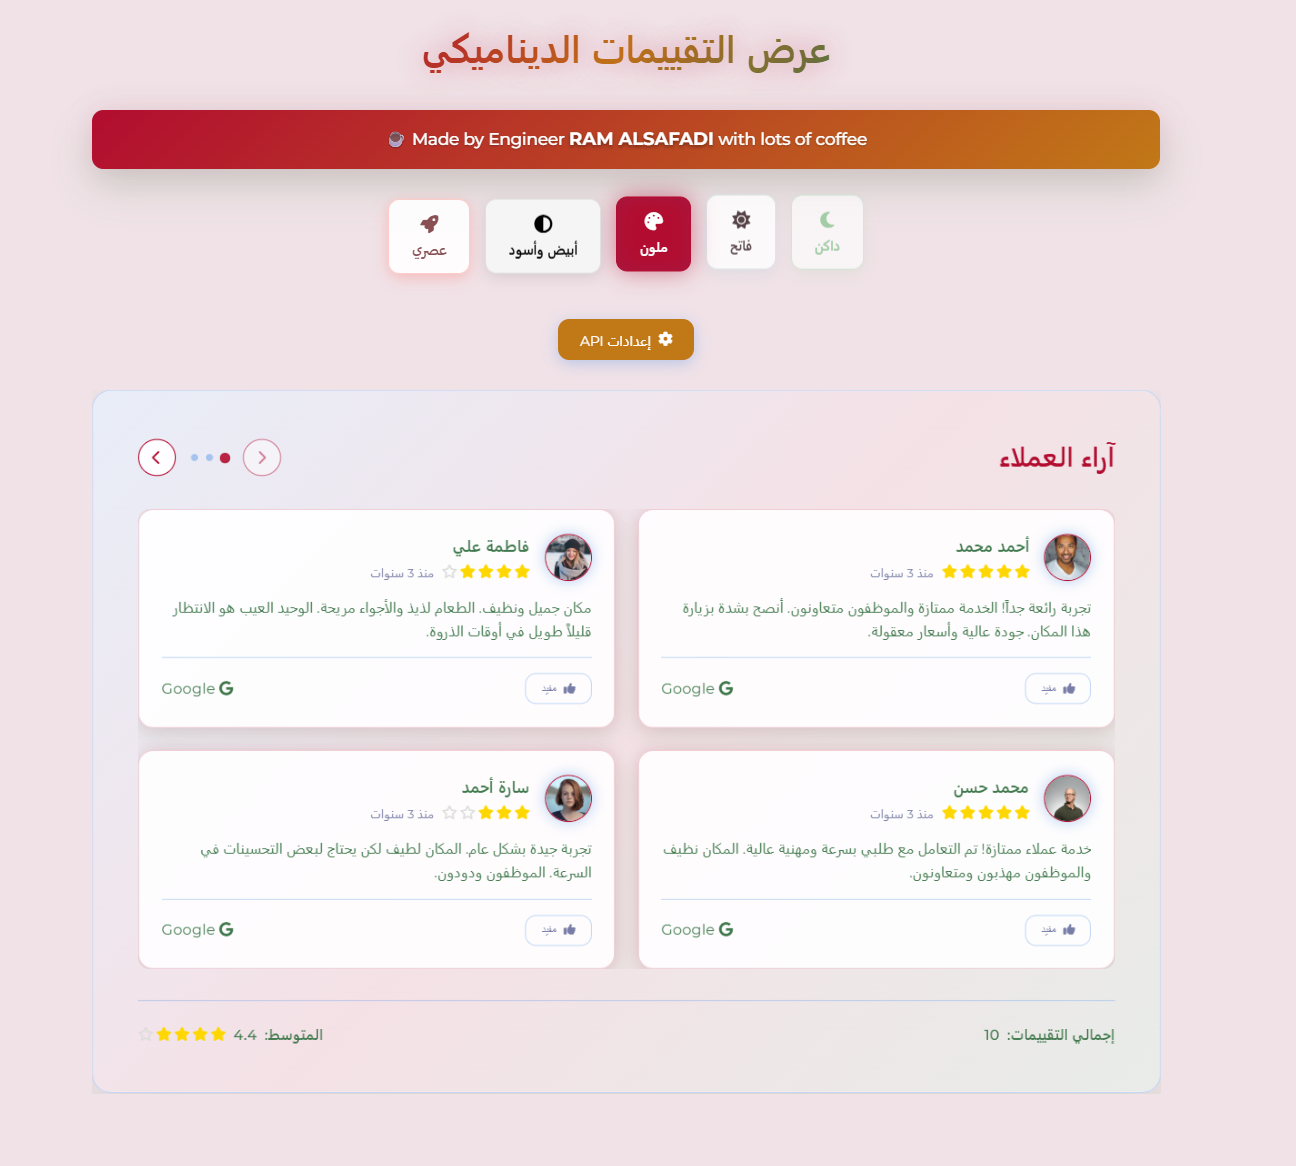 عرض التقييمات الديناميكي
☕ Made by Engineer RAM ALSAFADI with lots of coffee
داكن
فاتح
ملون
أبيض وأسود
عصري
إعدادات API
آراء العملاء
أحمد محمد
منذ 3 سنوات
تجربة رائعة جداً! الخدمة ممتازة والموظفون متعاونون. أنصح بشدة بزيارة
هذا المكان. جودة عالية وأسعار معقولة.
مفيد
Google
فاطمة علي
منذ 3 سنوات
مكان جميل ونظيف. الطعام لذيذ والأجواء مريحة. الوحيد العيب هو الانتظار
قليلاً طويل في أوقات الذروة.
مفيد
Google
محمد حسن
منذ 3 سنوات
خدمة عملاء ممتازة! تم التعامل مع طلبي بسرعة ومهنية عالية. المكان نظيف
والموظفون مهذبون ومتعاونون.
مفيد
Google
سارة أحمد
منذ 3 سنوات
تجربة جيدة بشكل عام. المكان لطيف لكن يحتاج لبعض التحسينات في
السرعة. الموظفون ودودون.
مفيد
Google
إجمالي التقييمات: 10
المتوسط: 4.4